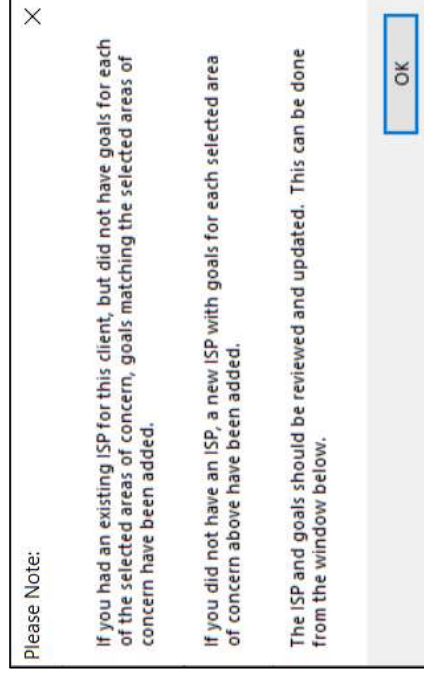 Please Note:
If you had an existing ISP for this client, but did not have goals for each
of the selected areas of concern, goals matching the selected areas of
concern have been added.
If you did not have an ISP, a new ISP with goals for each selected area
of concern above have been added.
The ISP and goals should be reviewed and updated. This can be done
from the window below.
OK